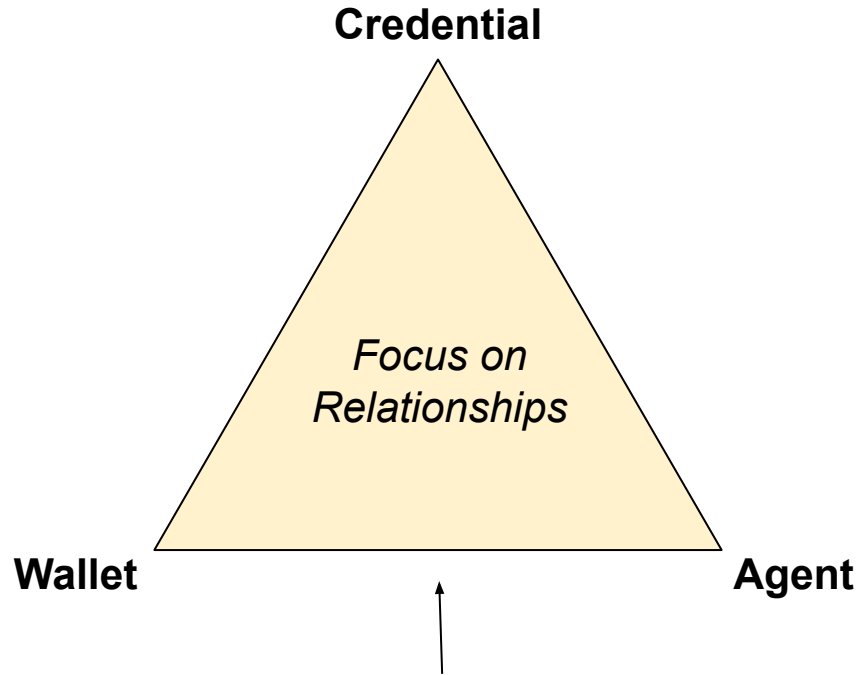 Credential
Focus on
Relationships
Wallet
Agent